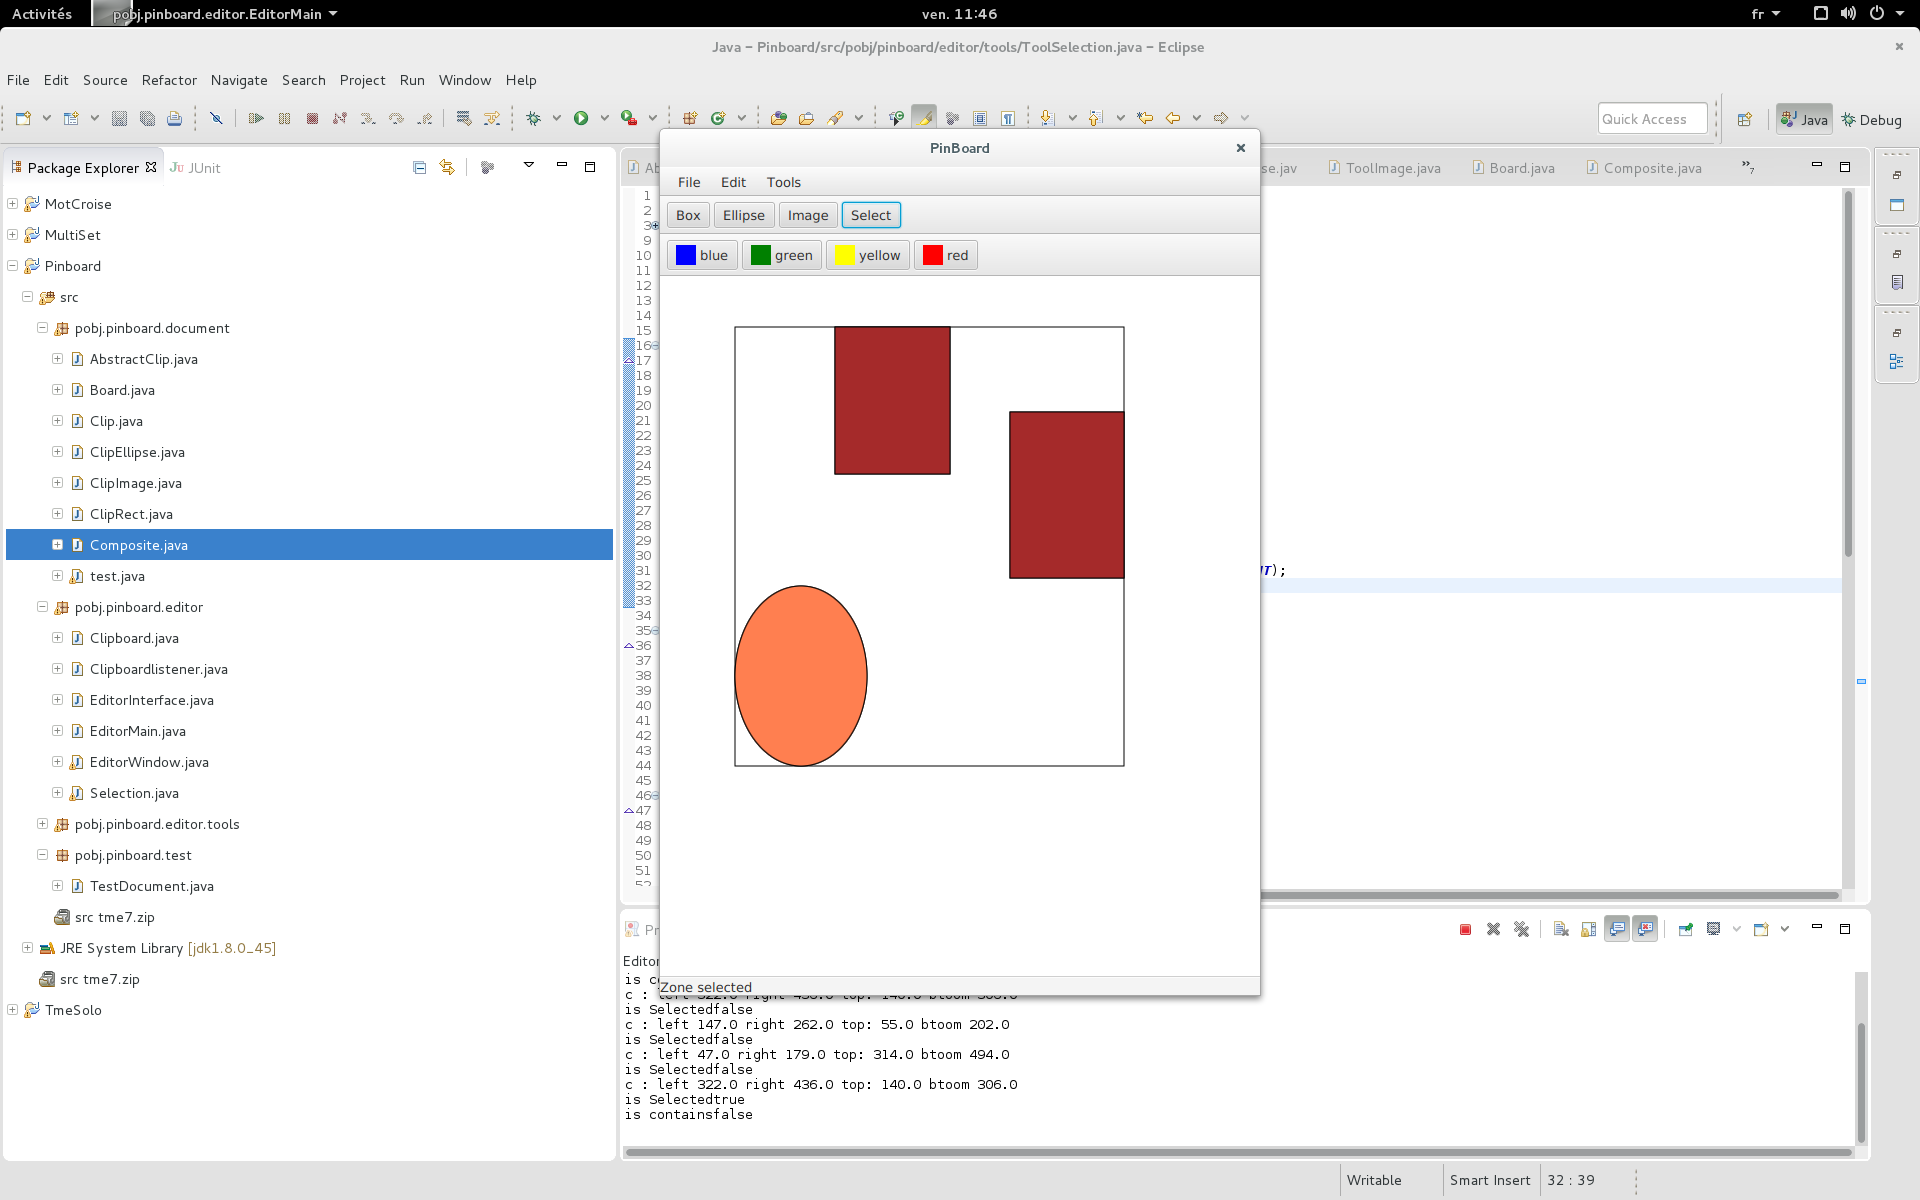 Activités pobj.pinboard.editor.EditorMain ven. 11:46 fr
Java – Pinboard/src/pobj/pinboard/editor/tools/ToolSelection.java – Eclipse
File Edit Source Refactor Navigate Search Project Run Window Help
Quick Access Java Debug
Package Explorer JUnit
ToolImage.java Board.java Composite.java
MotCroise
MultiSet
Pinboard
src
pobj.pinboard.document
AbstractClip.java
Board.java
Clip.java
ClipEllipse.java
ClipImage.java
ClipRect.java
Composite.java
test.java
pobj.pinboard.editor
Clipboard.java
Clipboardlistener.java
EditorInterface.java
EditorMain.java
EditorWindow.java
Selection.java
pobj.pinboard.editor.tools
pobj.pinboard.test
TestDocument.java
src tme7.zip
JRE System Library [jdk1.8.0_45]
src tme7.zip
TmeSolo
1
2
3
9
10
11
12
13
14
15
16
17
18
19
20
21
22
23
24
25
26
27
28
29
30
31
32
33
34
35
36
37
38
39
40
41
42
43
44
45
46
47
48
49
50
51
52
PinBoard
File Edit Tools
Box Ellipse Image Select
blue green yellow red
Zone selected
T);
is Selectedfalse
c : left 147.0 right 262.0 top: 55.0 btoom 202.0
is Selectedfalse
c : left 47.0 right 179.0 top: 314.0 btoom 494.0
is Selectedfalse
c : left 322.0 right 436.0 top: 140.0 btoom 306.0
is Selectedtrue
is containsfalse
Writable Smart Insert 32 : 39